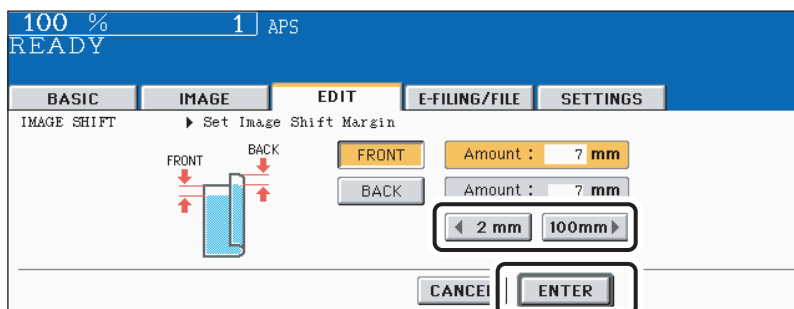 100 % 1 APS
READY
BASIC IMAGE EDIT E-FILING/FILE SETTINGS
IMAGE SHIFT Set Image Shift Margin
FRONT BACK FRONT Amount : 7 mm
BACK Amount : 7 mm
2 mm 100mm
CANCEL ENTER